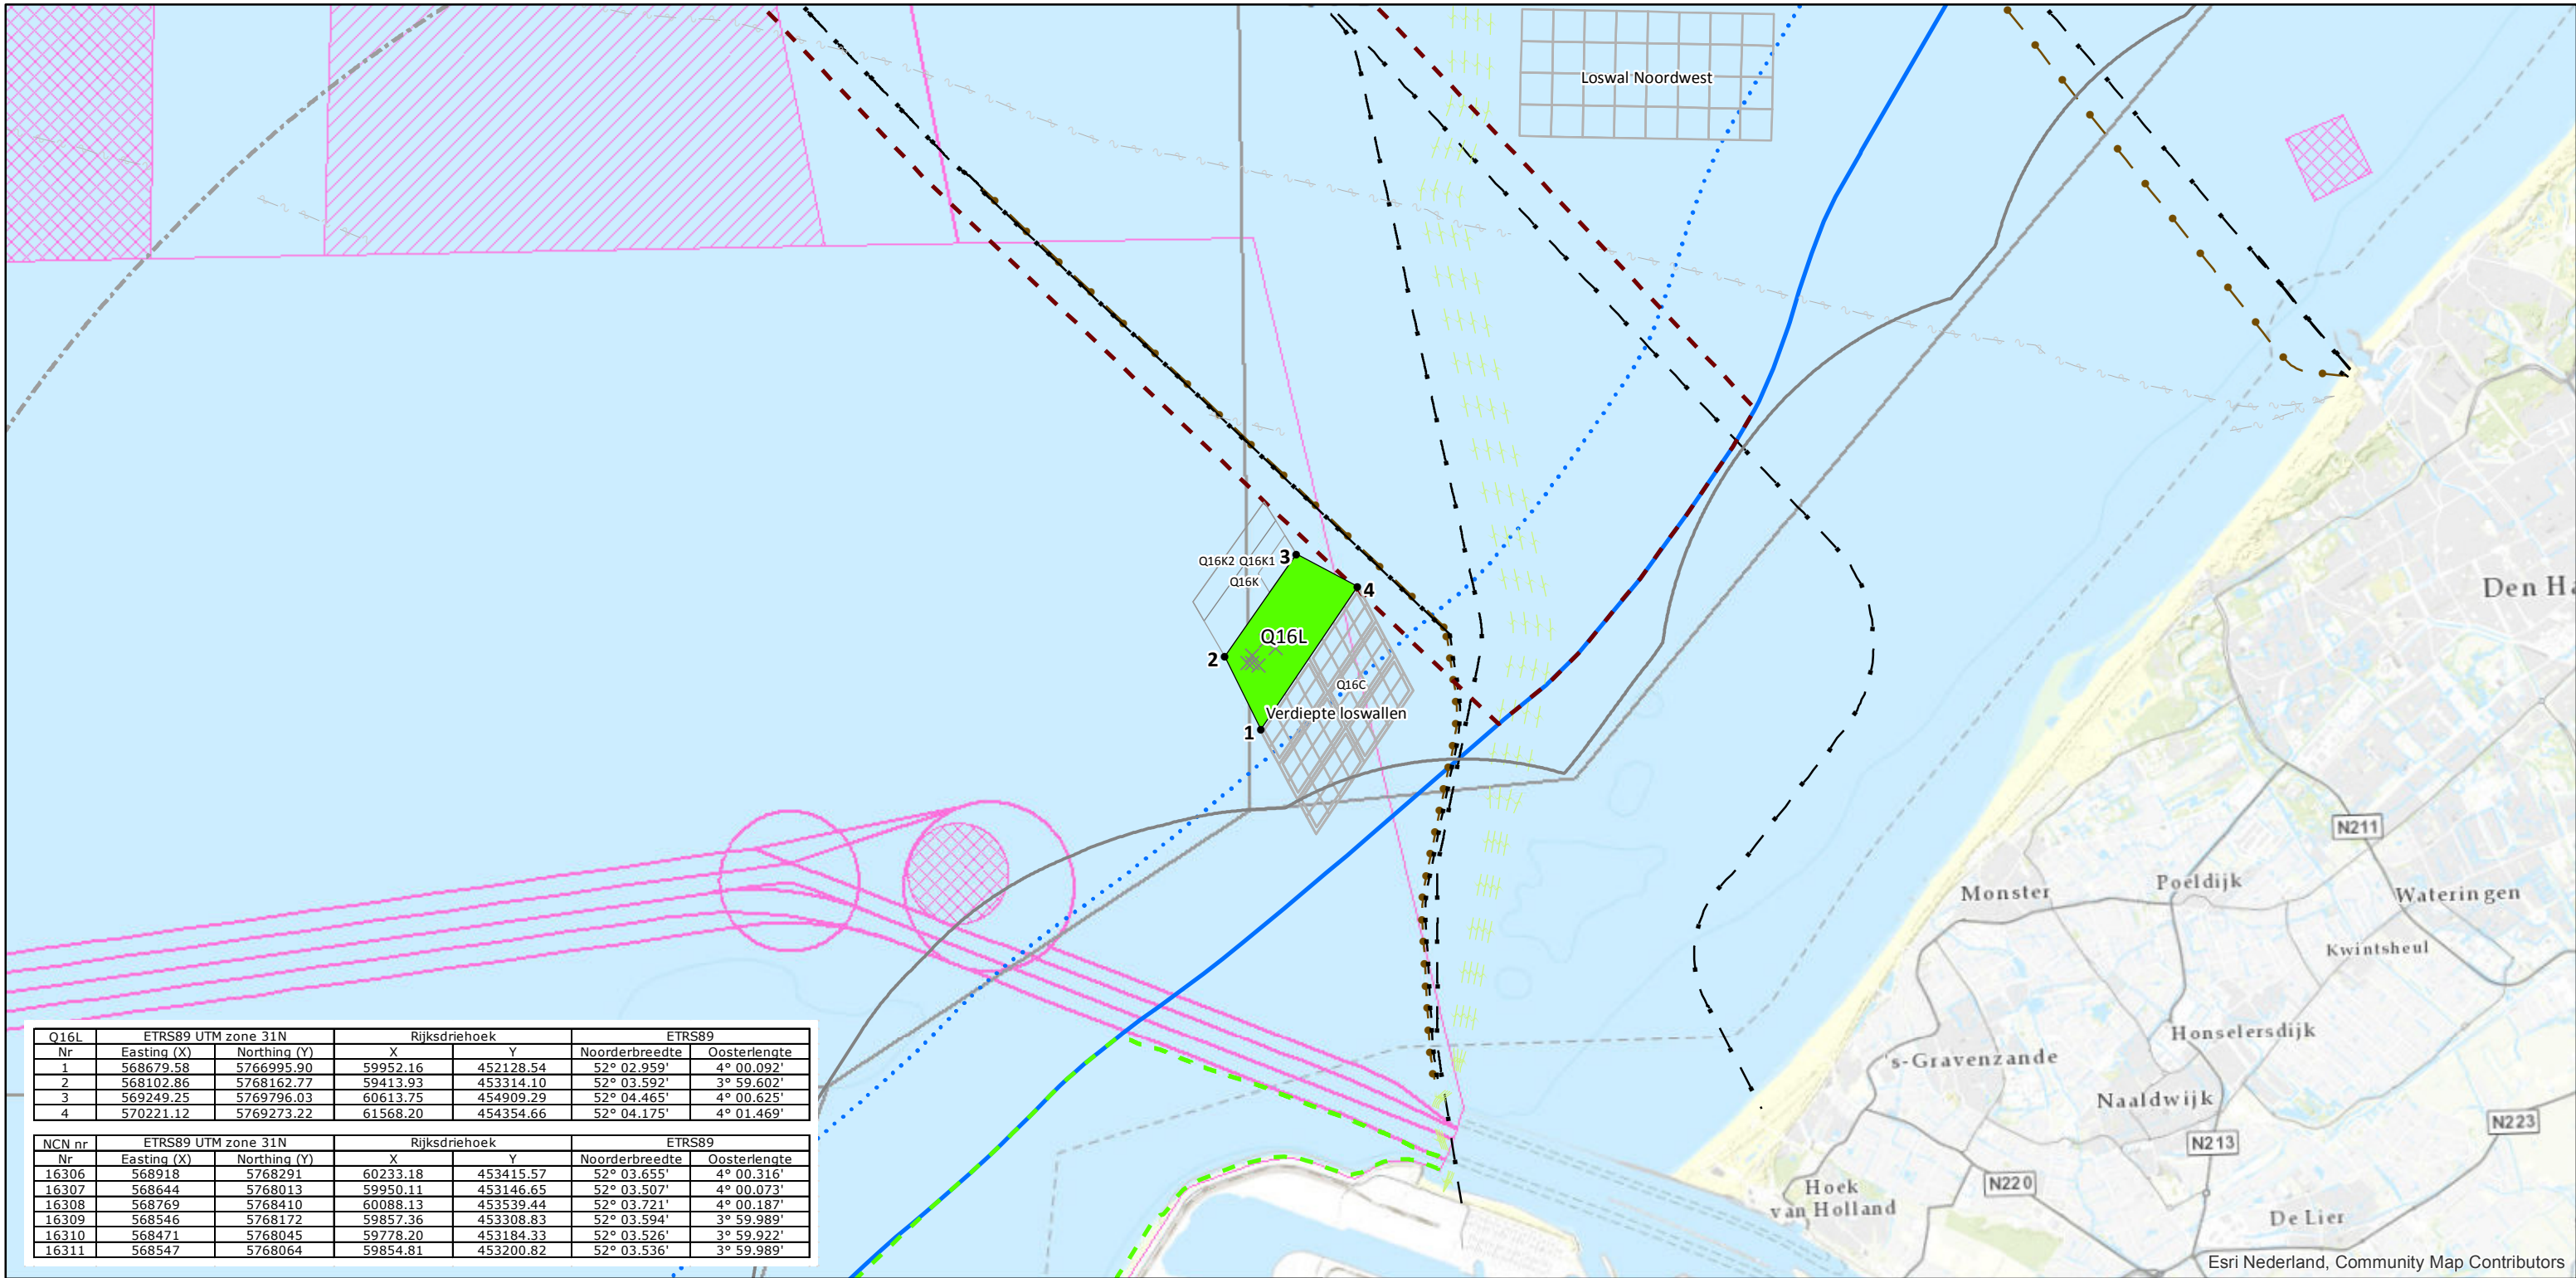 Loswal Noordwest
Q16K2 Q16K1
Q16K
3
4
Q16L
2
Q16C
Verdiepte loswallen
1
Den Ha
N211
Monster
Poeldijk
Wateringen
Kwintsheul
Honselersdijk
's-Gravenzande
Naaldwijk
N223
N213
N220
Hoek
van Holland
De Lier
Q16L ETRS89 UTM zone 31N Rijksdriehoek ETRS89
Nr Easting (X) Northing (Y) X Y Noorderbreedte Oosterlengte
1 568679.58 5766995.90 59952.16 452128.54 52° 02.959' 4° 00.092'
2 568102.86 5768162.77 59413.93 453314.10 52° 03.592' 3° 59.602'
3 569249.25 5769796.03 60613.75 454909.29 52° 04.465' 4° 00.625'
4 570221.12 5769273.22 61568.20 454354.66 52° 04.175' 4° 01.469'
NCN nr ETRS89 UTM zone 31N Rijksdriehoek ETRS89
Nr Easting (X) Northing (Y) X Y Noorderbreedte Oosterlengte
16306 568918 5768291 60233.18 453415.57 52° 03.655' 4° 00.316'
16307 568644 5768013 59950.11 453146.65 52° 03.507' 4° 00.073'
16308 568769 5768410 60088.13 453539.44 52° 03.721' 4° 00.187'
16309 568546 5768172 59857.36 453308.83 52° 03.594' 3° 59.989'
16310 568471 5768045 59778.20 453184.33 52° 03.526' 3° 59.922'
16311 568547 5768064 59854.81 453200.82 52° 03.536' 3° 59.989'
Esri Nederland, Community Map Contributors